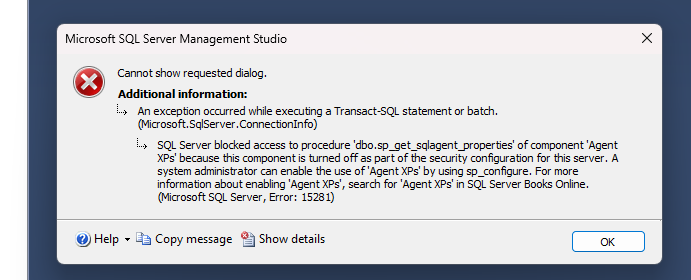 Microsoft SQL Server Management Studio
Cannot show requested dialog.
Additional information:
An exception occurred while executing a Transact-SQL statement or batch.
(Microsoft.SqlServer.ConnectionInfo)
SQL Server blocked access to procedure 'dbo.sp_get_sqlagent_properties' of component 'Agent
XPs' because this component is turned off as part of the security configuration for this server. A
system administrator can enable the use of 'Agent XPs' by using sp_configure. For more
information about enabling 'Agent XPs', search for 'Agent XPs' in SQL Server Books Online.
(Microsoft SQL Server, Error: 15281)
Help Copy message Show details OK